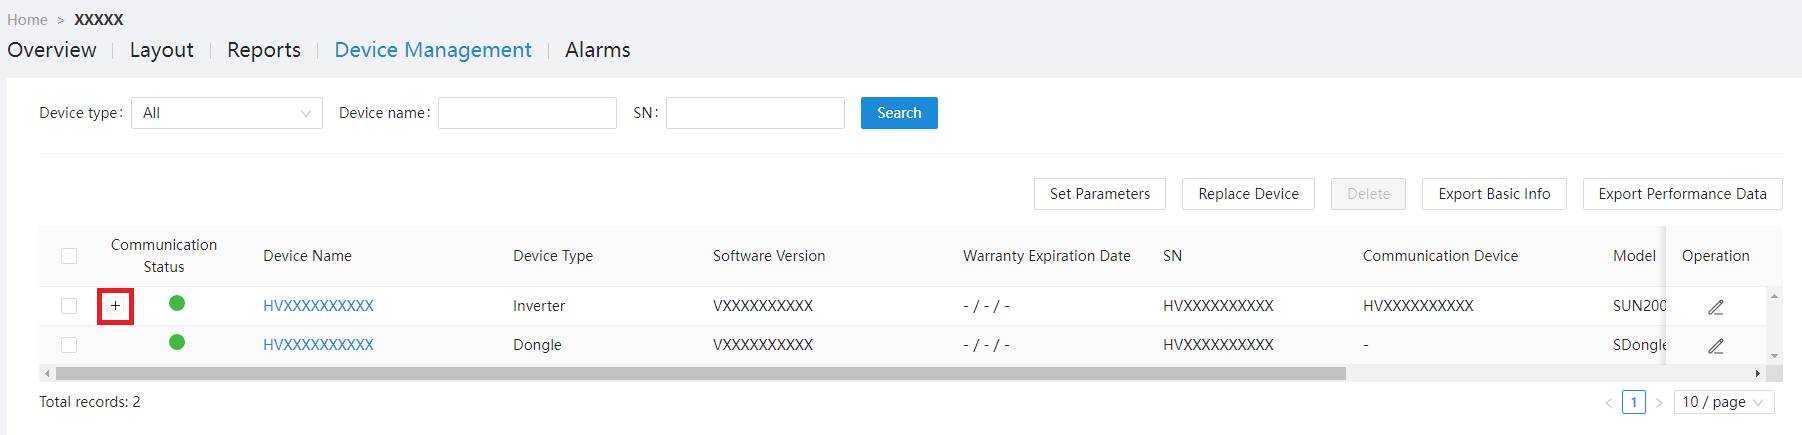 Home > XXXXX
Overview | Layout | Reports | Device Management | Alarms
Device type: All Device name: SN: Search
Set Parameters Replace Device Delete Export Basic Info Export Performance Data
Communication Status Device Name Device Type Software Version Warranty Expiration Date SN Communication Device Model Operation
+ HVXXXXXXXXXX Inverter VXXXXXXXXXX - / - / - HVXXXXXXXXXX HVXXXXXXXXXX SUN200
HVXXXXXXXXXX Dongle VXXXXXXXXXX - / - / - HVXXXXXXXXXX - SDongle
Total records: 2 < 1 > 10 / page